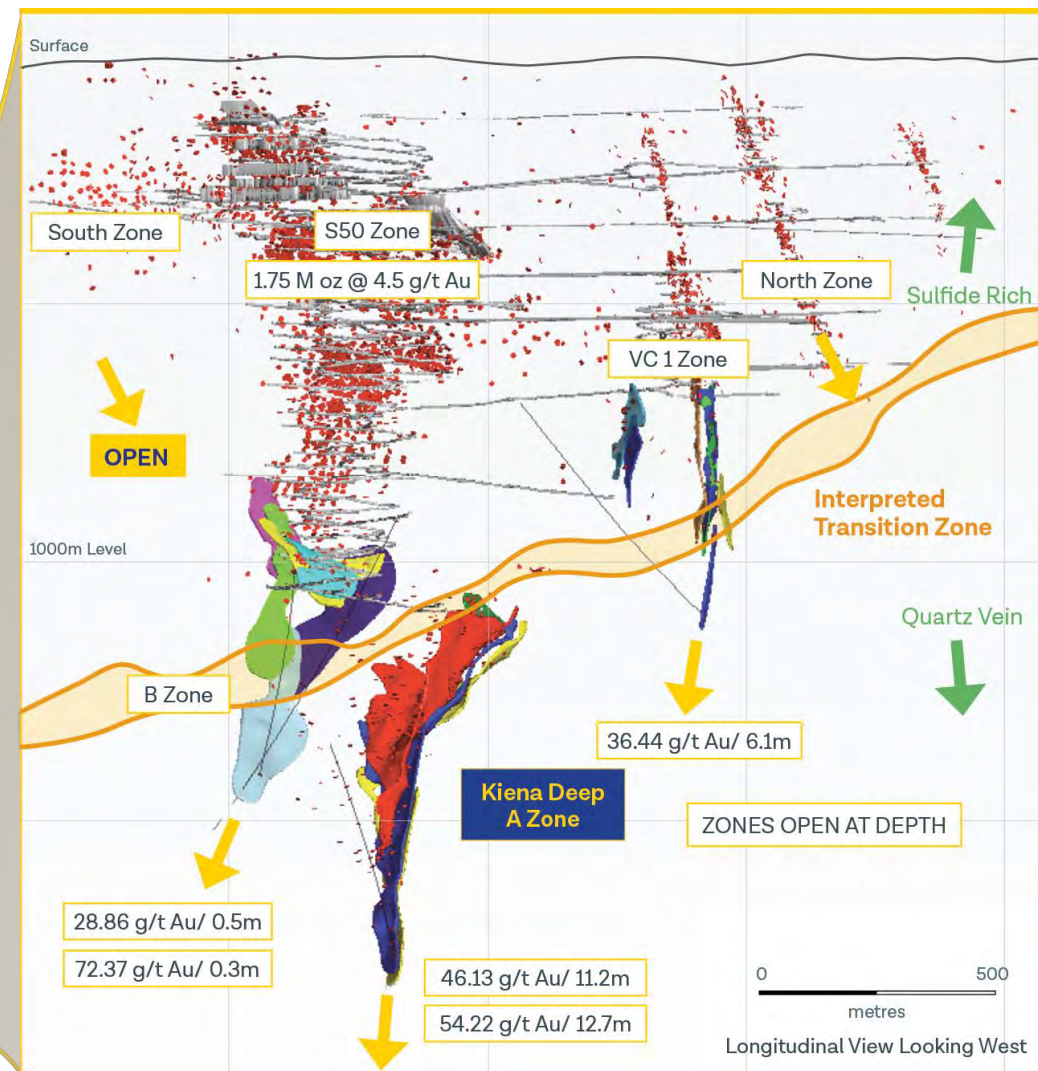 Surface
South Zone
S50 Zone
1.75 M oz @ 4.5 g/t Au
North Zone
Sulfide Rich
VC 1 Zone
OPEN
Interpreted
Transition Zone
1000m Level
Quartz Vein
B Zone
36.44 g/t Au/ 6.1m
Kiena Deep
A Zone
ZONES OPEN AT DEPTH
28.86 g/t Au/ 0.5m
72.37 g/t Au/ 0.3m
46.13 g/t Au/ 11.2m
54.22 g/t Au/ 12.7m
0 500
metres
Longitudinal View Looking West